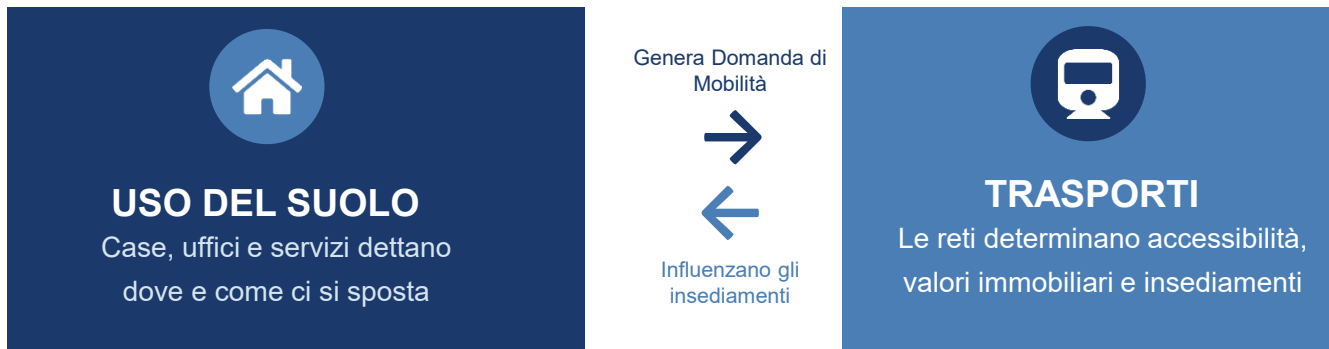 USO DEL SUOLO
Case, uffici e servizi dettano
dove e come ci si sposta
Genera Domanda di
Mobilità
Influenzano gli
insediamenti
TRASPORTI
Le reti determinano accessibilità,
valori immobiliari e insediamenti